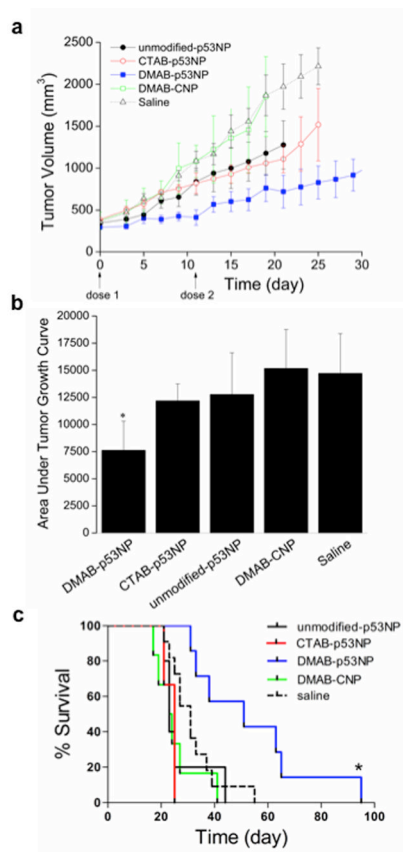 a
2500
2000
1500
1000
500
0
Tumor Volume (mm³)
unmodified-p53NP
CTAB-p53NP
DMAB-p53NP
DMAB-CNP
Saline
0 5 10 15 20 25 30
dose 1 dose 2 Time (day)
b
20000
17500
15000
12500
10000
7500
5000
2500
0
Area Under Tumor Growth Curve
*
DMAB-p53NP
CTAB-p53NP
unmodified-p53NP
DMAB-CNP
Saline
c
100
80
60
40
20
0
% Survival
unmodified-p53NP
CTAB-p53NP
DMAB-p53NP
DMAB-CNP
saline
*
0 20 40 60 80 100
Time (day)